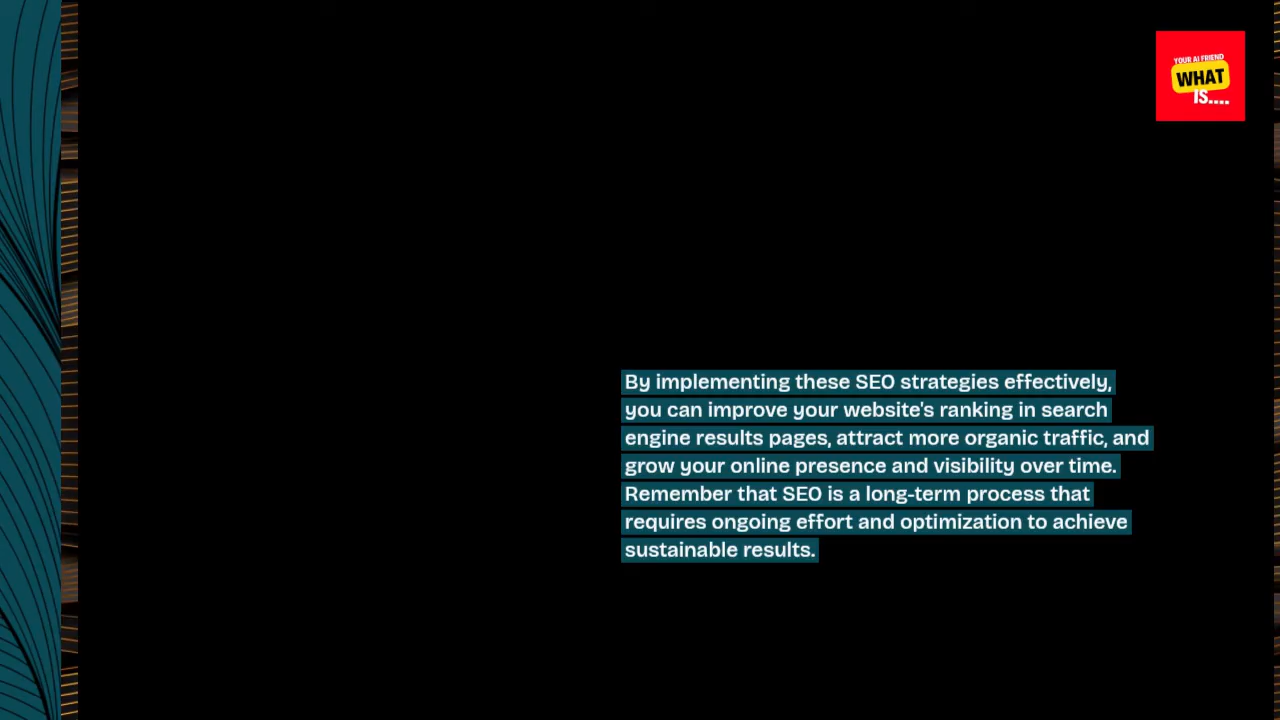 YOUR AI FRIEND
WHAT
IS....
By implementing these SEO strategies effectively,
you can improve your website's ranking in search
engine results pages, attract more organic traffic, and
grow your online presence and visibility over time.
Remember that SEO is a long-term process that
requires ongoing effort and optimization to achieve
sustainable results.